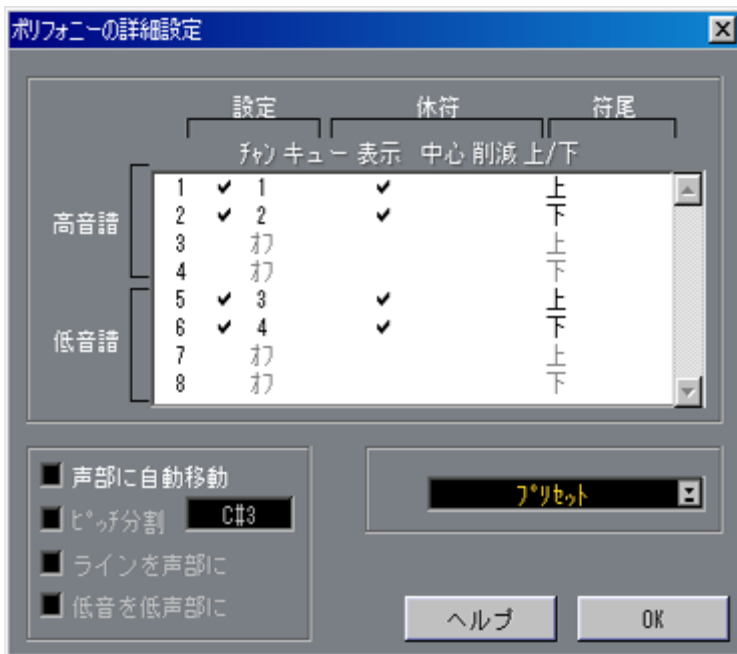 ポリフォニーの詳細設定
設定 休符 符尾
ﾁｬﾝ キュー 表示 中心 削減 上/下
高音譜
1 ✔ 1 ✔ 上
2 ✔ 2 ✔ 下
3 ｵﾌ 上
4 ｵﾌ 下
低音譜
5 ✔ 3 ✔ 上
6 ✔ 4 ✔ 下
7 ｵﾌ 上
8 ｵﾌ 下
声部に自動移動
ﾋﾟｯﾁ分割 C#3
ラインを声部に
低音を低声部に
ﾌﾟﾘｾｯﾄ
ヘルプ OK